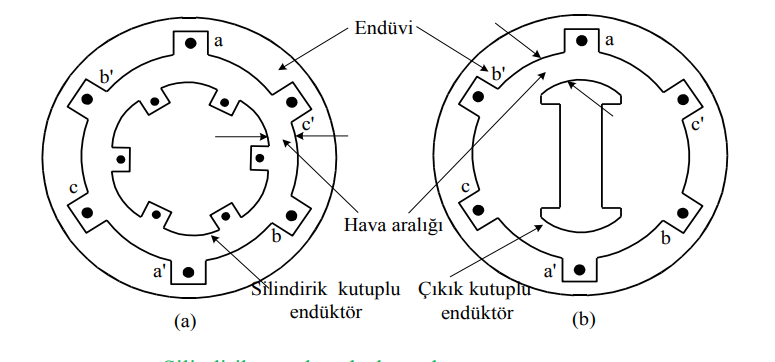 Endüvi
a
b'
c'
c
b
a'
a
b'
c'
c
b
a'
Hava aralığı
Silindirik kutuplu
endüktör
Çıkık kutuplu
endüktör
(a)
(b)